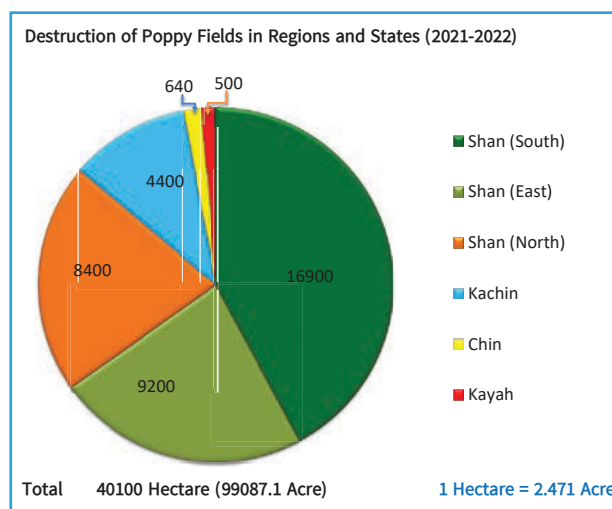 Destruction of Poppy Fields in Regions and States (2021-2022)
640 500
4400
8400
16900
9200
Shan (South)
Shan (East)
Shan (North)
Kachin
Chin
Kayah
Total 40100 Hectare (99087.1 Acre) 1 Hectare = 2.471 Acre